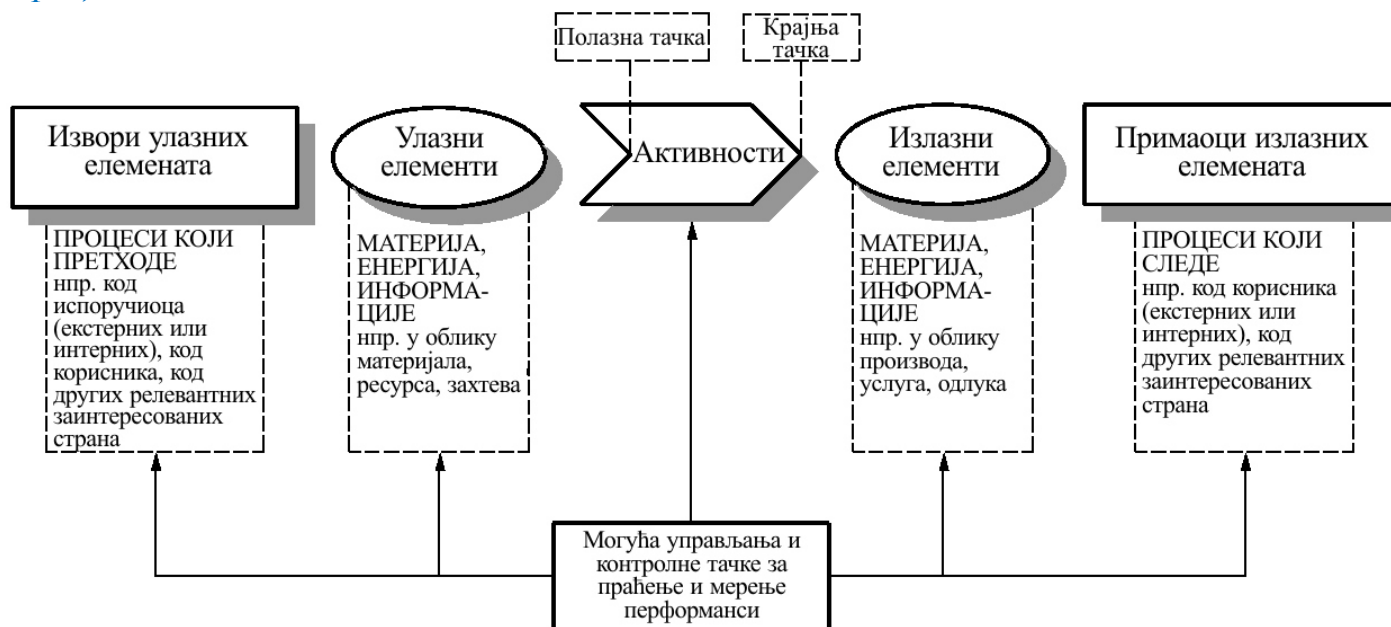 Полазна тачка
Крајња
тачка
Извори улазних
елемената
Улазни
елементи
Активности
Излазни
елементи
Примаоци излазних
елемената
ПРОЦЕСИ КОЈИ
ПРЕТХОДЕ
нпр. код
испоручиоца
(екстерних или
интерних), код
корисника, код
других релевантних
заинтересованих
страна
МАТЕРИЈА,
ЕНЕРГИЈА,
ИНФОРМА-
ЦИЈЕ
нпр. у облику
материјала,
ресурса, захтева
МАТЕРИЈА,
ЕНЕРГИЈА,
ИНФОРМА-
ЦИЈЕ
нпр. у облику
производа,
услуга, одлука
ПРОЦЕСИ КОЈИ
СЛЕДЕ
нпр. код корисника
(екстерних или
интерних), код
других релевантних
заинтересованих
страна
Могућа управљања и
контролне тачке за
праћење и мерење
перформанси